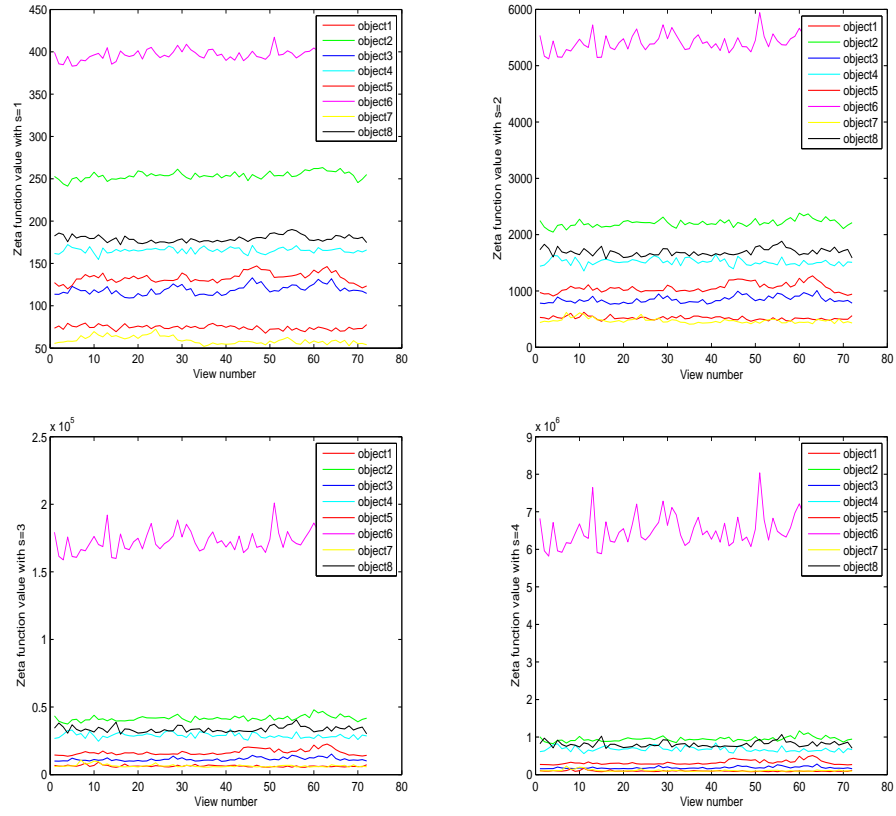 Zeta function value with s=1
400
450
350
300
250
200
150
100
50
0
10
20
30
40
50
60
70
80
View number
object1
object2
object3
object4
object5
object6
object7
object8
Zeta function value with s=2
6000
5000
4000
3000
2000
1000
0
0
10
20
30
40
50
60
70
80
View number
object1
object2
object3
object4
object5
object6
object7
object8
Zeta function value with s=3
x 10^5
2.5
2
1.5
1
0.5
0
0
10
20
30
40
50
60
70
80
View number
object1
object2
object3
object4
object5
object6
object7
object8
Zeta function value with s=4
x 10^6
9
8
7
6
5
4
3
2
1
0
0
10
20
30
40
50
60
70
80
View number
object1
object2
object3
object4
object5
object6
object7
object8